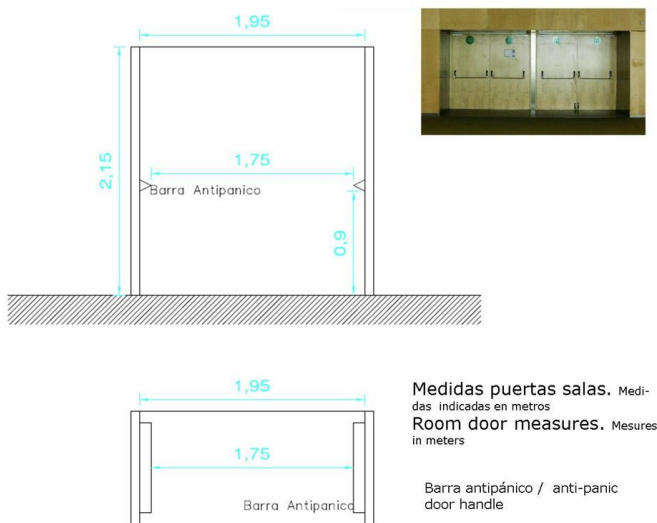 1,95
2,15
1,75
Barra Antipanico
0,9
1,95
1,75
Barra Antipanico
Medidas puertas salas. Medi-
das indicadas en metros
Room door measures. Mesures
in meters
Barra antipánico / anti-panic
door handle